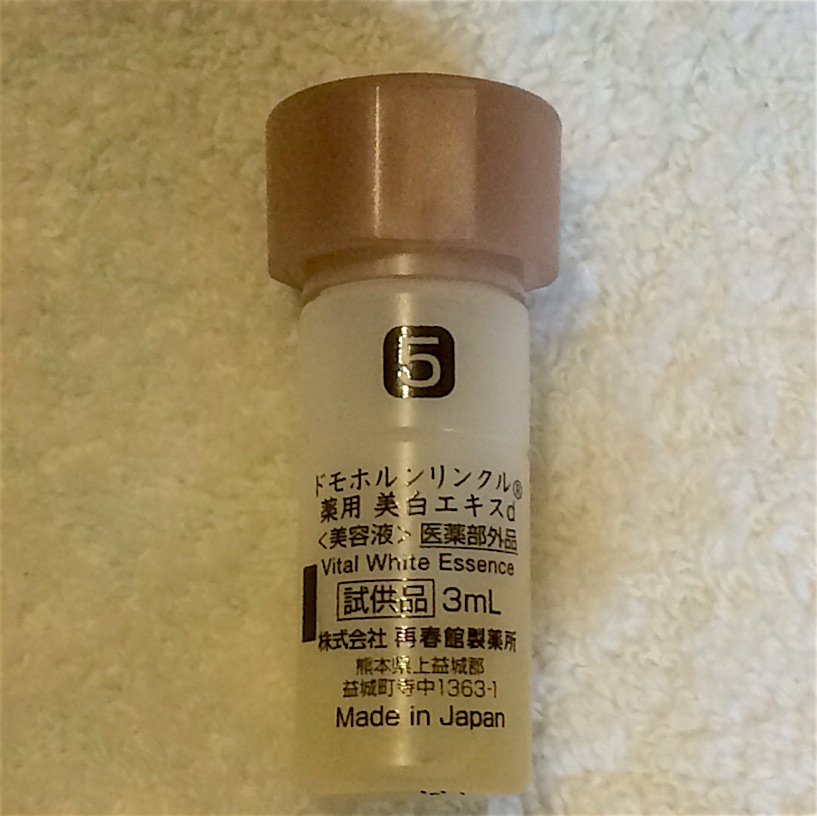 5
ドモホルンリンクル®
薬用 美白エキスd
<美容液> 医薬部外品
Vital White Essence
試供品 3mL
株式会社 再春館製薬所
熊本県上益城郡
益城町寺中1363-1
Made in Japan